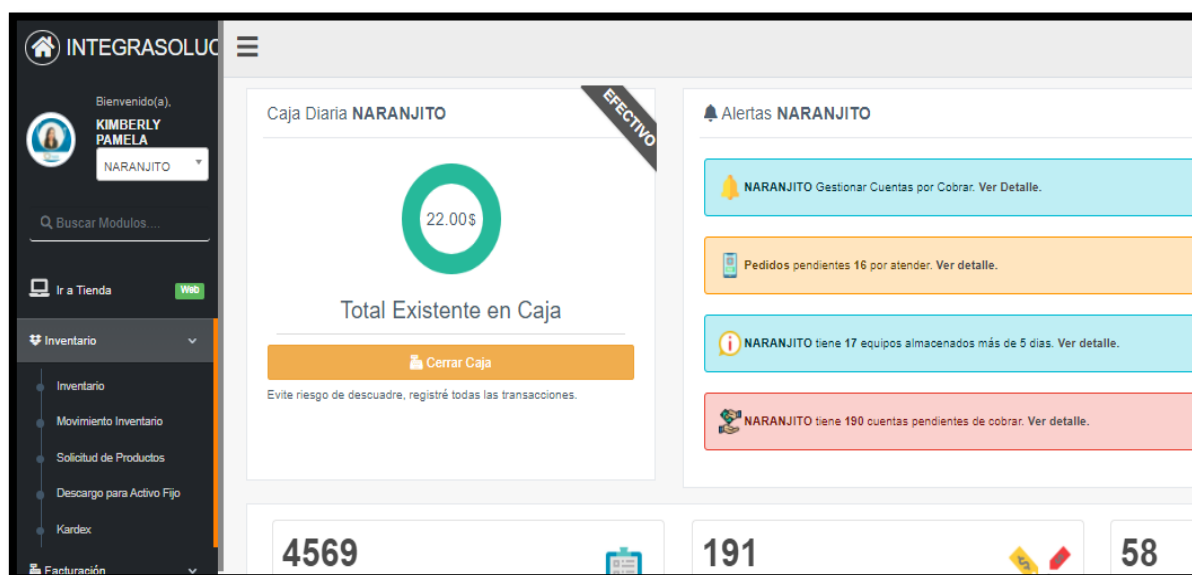 INTEGRASOLUC
Bienvenido(a),
KIMBERLY
PAMELA
NARANJITO
Buscar Modulos....
Ir a Tienda
Web
Inventario
Inventario
Movimiento Inventario
Solicitud de Productos
Descargo para Activo Fijo
Kardex
Facturación
Caja Diaria NARANJITO
EFECTIVO
22.00$
Total Existente en Caja
Cerrar Caja
Evite riesgo de descuadre, registré todas las transacciones.
Alertas NARANJITO
NARANJITO Gestionar Cuentas por Cobrar. Ver Detalle.
Pedidos pendientes 16 por atender. Ver detalle.
NARANJITO tiene 17 equipos almacenados más de 5 dias. Ver detalle.
NARANJITO tiene 190 cuentas pendientes de cobrar. Ver detalle.
4569
191
58